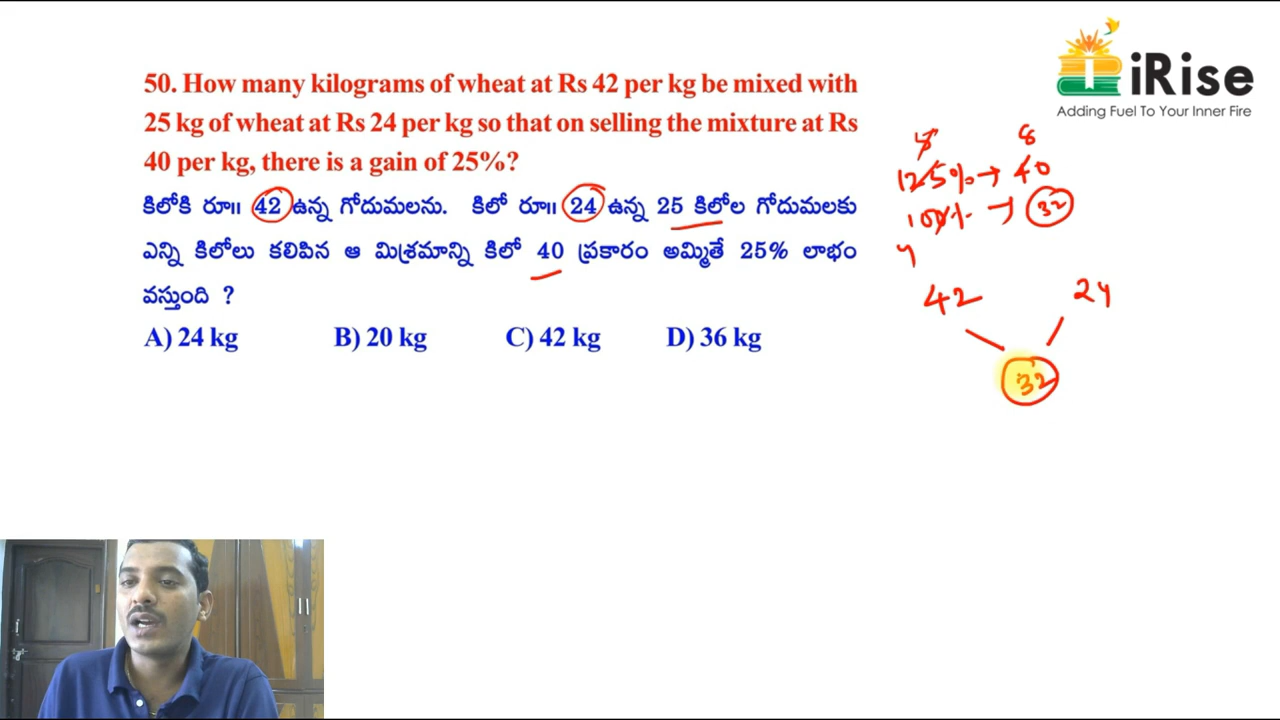 iRise
Adding Fuel To Your Inner Fire
50. How many kilograms of wheat at Rs 42 per kg be mixed with
25 kg of wheat at Rs 24 per kg so that on selling the mixture at Rs
40 per kg, there is a gain of 25%?
కిలోకి రూ॥ 42 ఉన్న గోదుమలను. కిలో రూ॥ 24 ఉన్న 25 కిలోల గోదుమలకు
ఎన్ని కిలోలు కలిపిన ఆ మిశ్రమాన్ని కిలో 40 ప్రకారం అమ్మితే 25% లాభం
వస్తుంది ?
A) 24 kg B) 20 kg C) 42 kg D) 36 kg
8
125% → 40
100% → 32
4
42 24
32